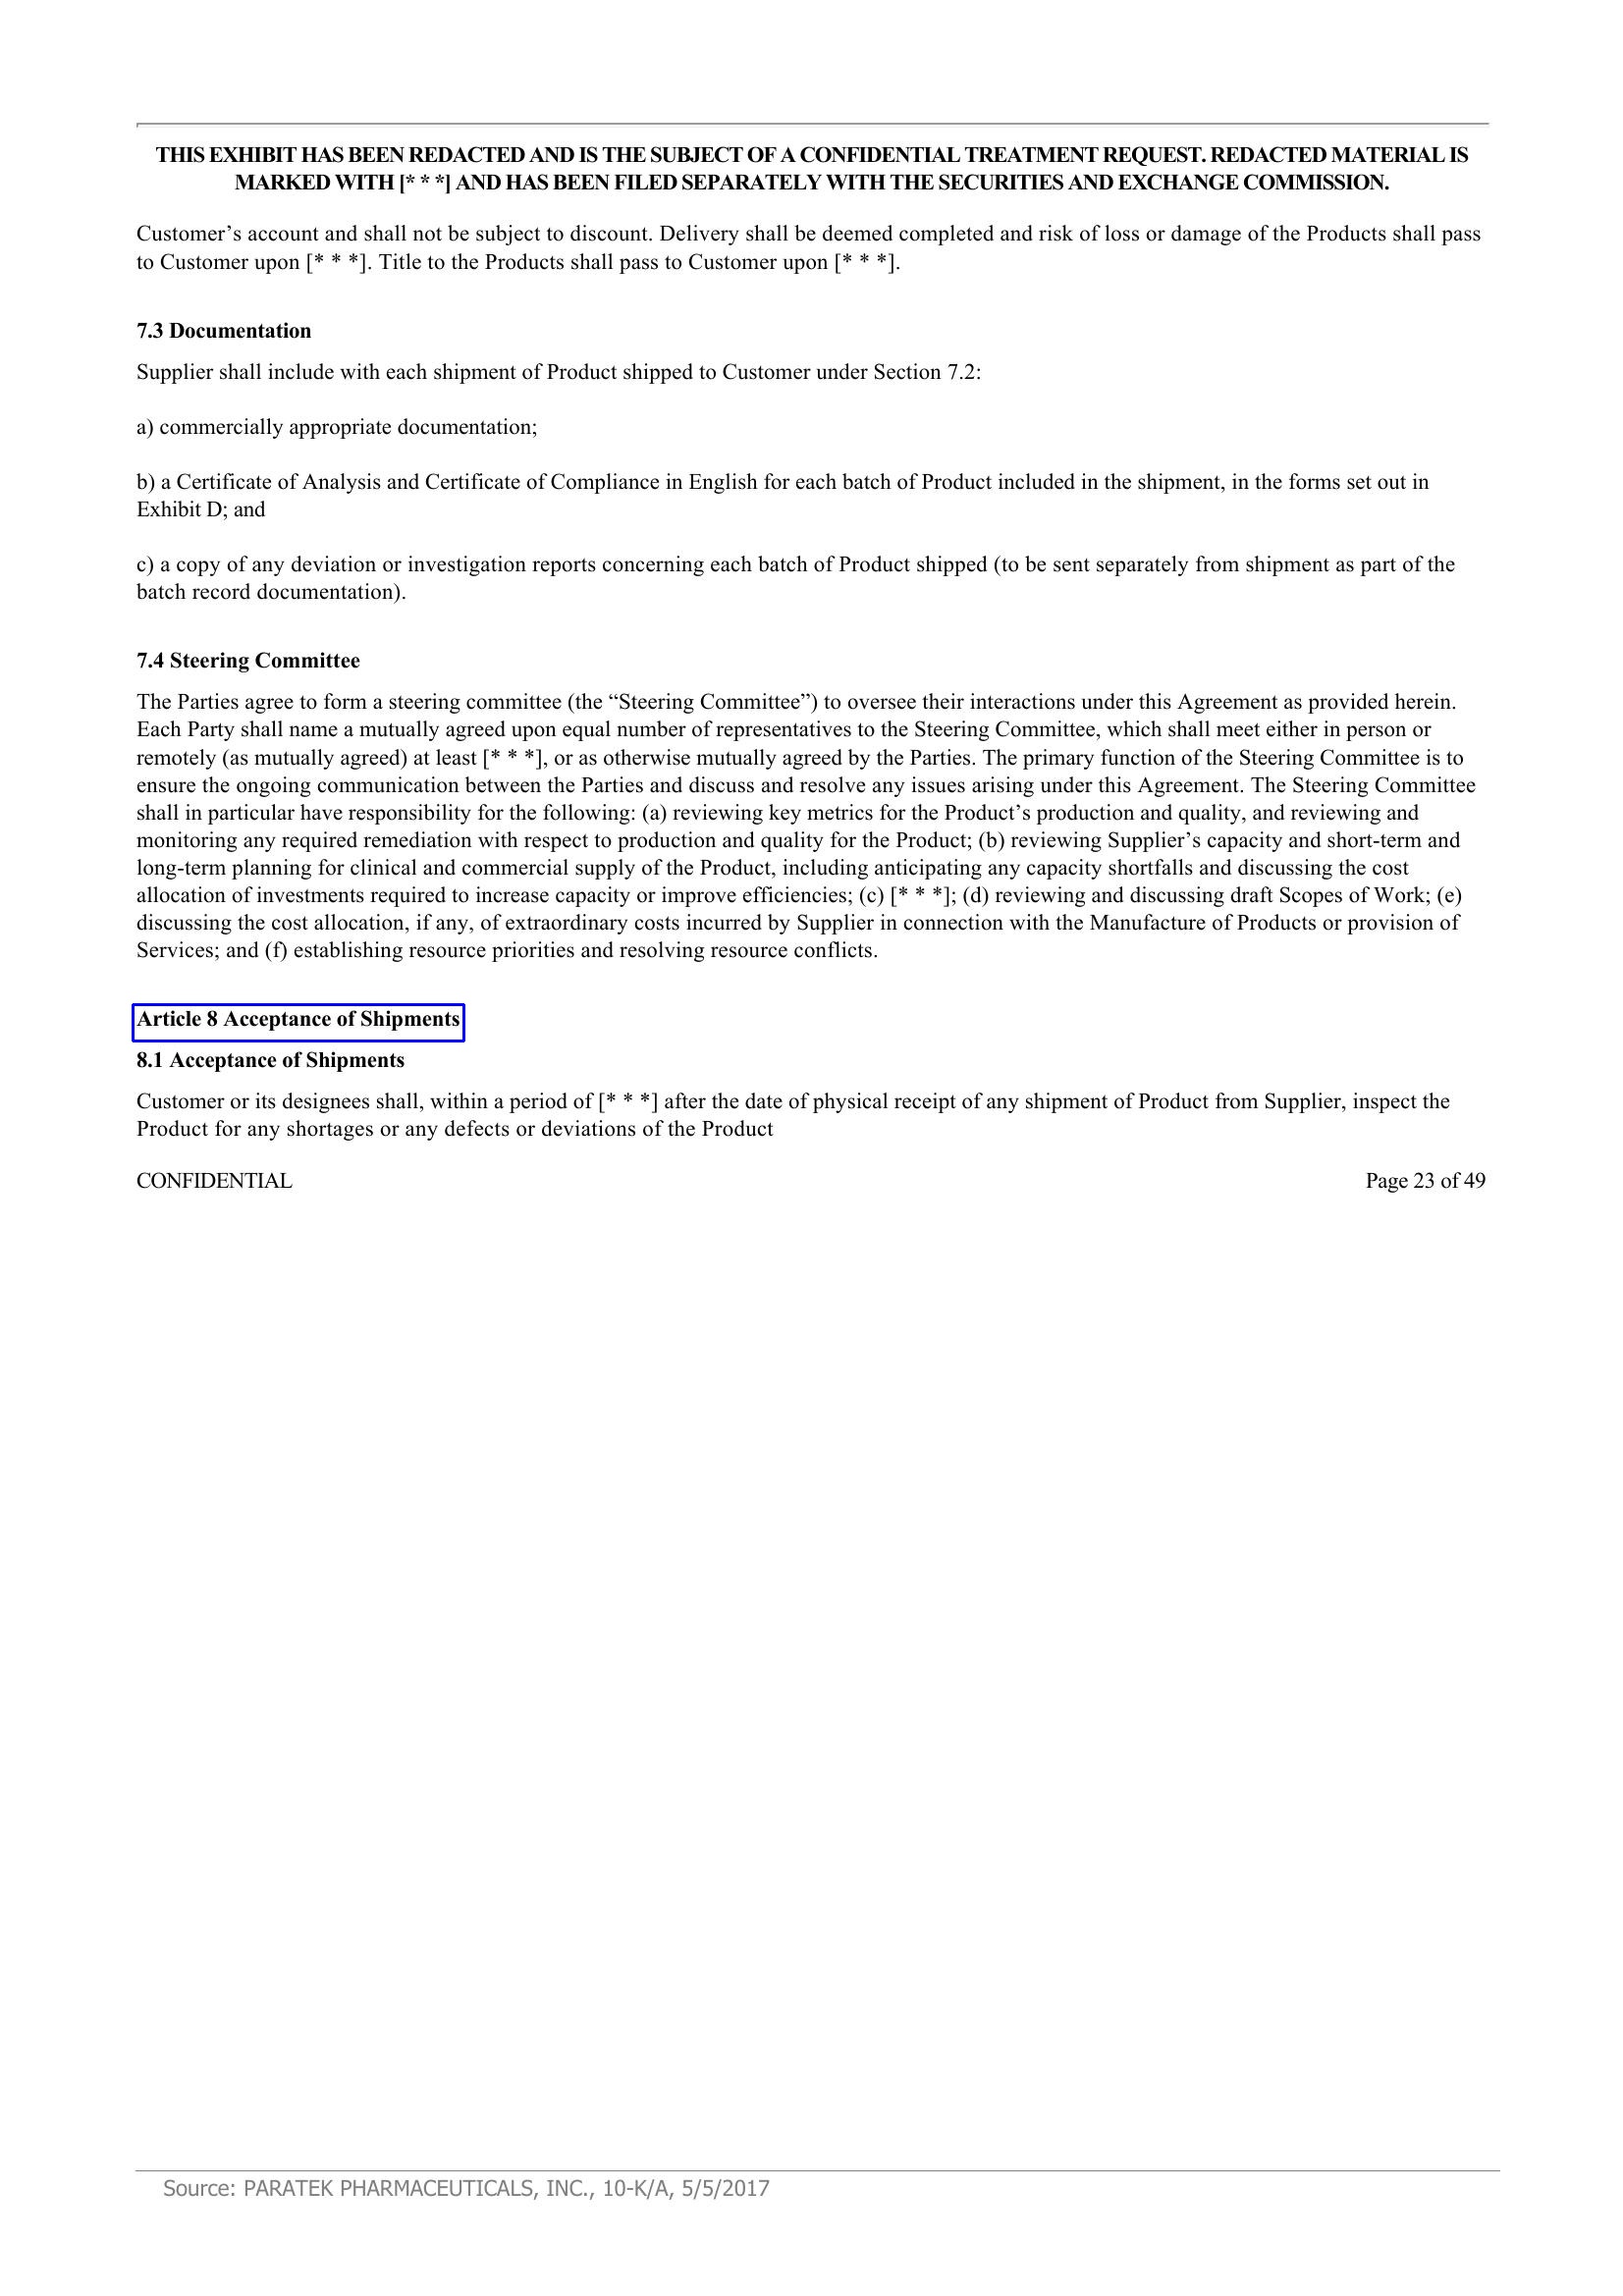 THIS EXHIBIT HAS BEEN REDACTED AND IS THE SUBJECT OF A CONFIDENTIAL TREATMENT REQUEST. REDACTED MATERIAL IS
MARKED WITH [* * *] AND HAS BEEN FILED SEPARATELY WITH THE SECURITIES AND EXCHANGE COMMISSION.
Customer’s account and shall not be subject to discount. Delivery shall be deemed completed and risk of loss or damage of the Products shall pass
to Customer upon [* * *]. Title to the Products shall pass to Customer upon [* * *].
7.3 Documentation
Supplier shall include with each shipment of Product shipped to Customer under Section 7.2:
a) commercially appropriate documentation;
b) a Certificate of Analysis and Certificate of Compliance in English for each batch of Product included in the shipment, in the forms set out in
Exhibit D; and
c) a copy of any deviation or investigation reports concerning each batch of Product shipped (to be sent separately from shipment as part of the
batch record documentation).
7.4 Steering Committee
The Parties agree to form a steering committee (the “Steering Committee”) to oversee their interactions under this Agreement as provided herein.
Each Party shall name a mutually agreed upon equal number of representatives to the Steering Committee, which shall meet either in person or
remotely (as mutually agreed) at least [* * *], or as otherwise mutually agreed by the Parties. The primary function of the Steering Committee is to
ensure the ongoing communication between the Parties and discuss and resolve any issues arising under this Agreement. The Steering Committee
shall in particular have responsibility for the following: (a) reviewing key metrics for the Product’s production and quality, and reviewing and
monitoring any required remediation with respect to production and quality for the Product; (b) reviewing Supplier’s capacity and short-term and
long-term planning for clinical and commercial supply of the Product, including anticipating any capacity shortfalls and discussing the cost
allocation of investments required to increase capacity or improve efficiencies; (c) [* * *]; (d) reviewing and discussing draft Scopes of Work; (e)
discussing the cost allocation, if any, of extraordinary costs incurred by Supplier in connection with the Manufacture of Products or provision of
Services; and (f) establishing resource priorities and resolving resource conflicts.
Article 8 Acceptance of Shipments
8.1 Acceptance of Shipments
Customer or its designees shall, within a period of [* * *] after the date of physical receipt of any shipment of Product from Supplier, inspect the
Product for any shortages or any defects or deviations of the Product
CONFIDENTIAL Page 23 of 49
Source: PARATEK PHARMACEUTICALS, INC., 10-K/A, 5/5/2017